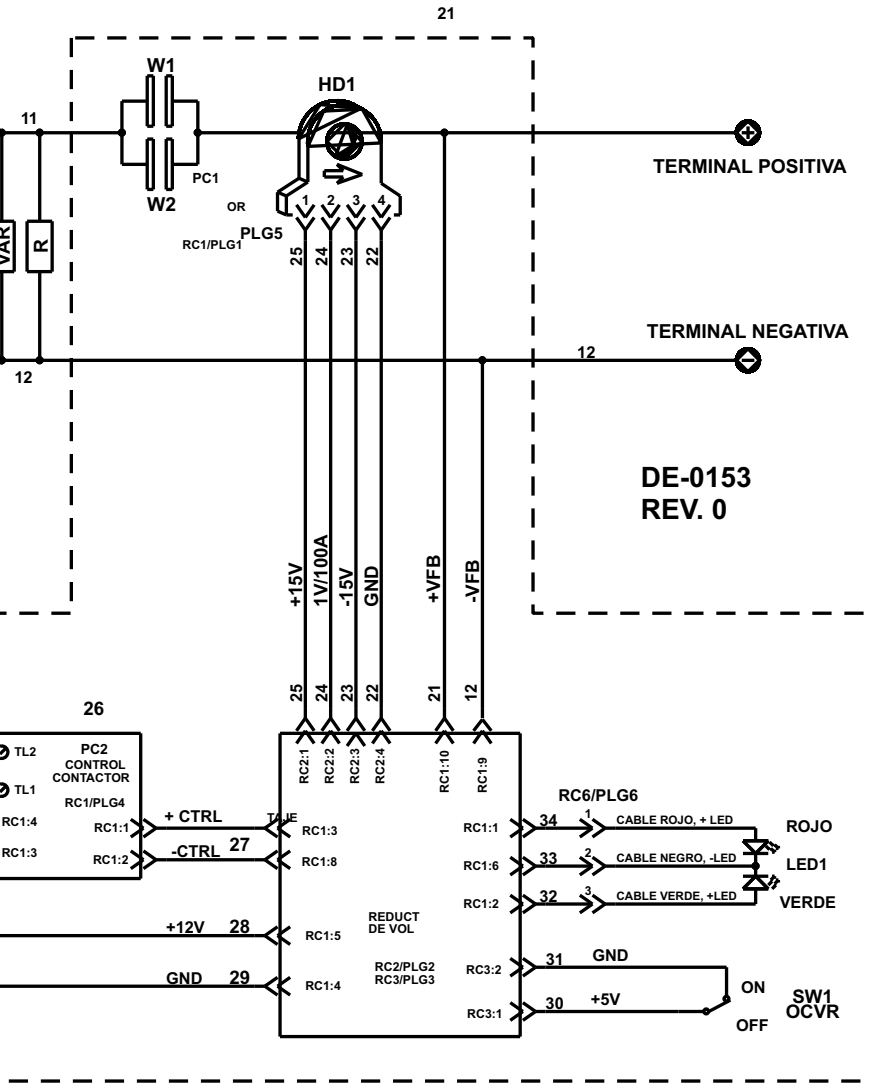 21
W1
HD1
11
TERMINAL POSITIVA
PC1
W2
OR
1 2 3 4
PLG5
RC1/PLG1
25 24 23 22
VAR
R
TERMINAL NEGATIVA
12
12
DE-0153
REV. 0
+15V
1V/100A
-15V
GND
+VFB
-VFB
25 24 23 22 21 12
26
RC2:1
RC2:2
RC2:3
RC2:4
RC1:10
RC1:9
TL2
PC2
CONTROL
CONTACTOR
TL1
RC1/PLG4
RC1:4
RC1:1
RC1:3
RC1:2
+ CTRL
-CTRL 27
TAJE
RC1:3
RC1:8
+12V 28
RC1:5
GND 29
RC1:4
REDUCT
DE VOL
RC2/PLG2
RC3/PLG3
RC6/PLG6
RC1:1 34 1 CABLE ROJO, + LED
ROJO
RC1:6 33 2 CABLE NEGRO, -LED
LED1
RC1:2 32 3 CABLE VERDE, +LED
VERDE
RC3:2 31 GND
RC3:1 30 +5V
ON
OFF
SW1
OCVR